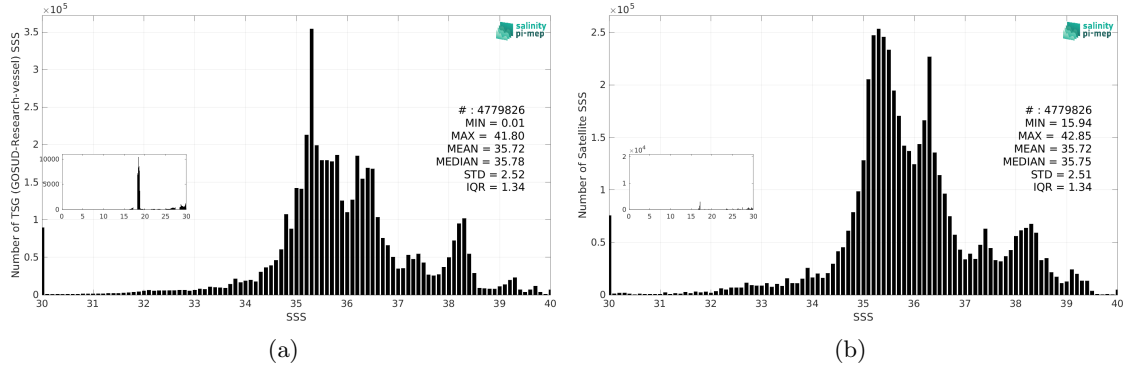 ×10⁵
3.5
3
2.5
2
1.5
1
0.5
0
30 31 32 33 34 35 36 37 38 39 40
SSS
Number of TSG (GOSUD-Research-vessel) SSS
salinity
pi-mep
# : 4779826
MIN = 0.01
MAX = 41.80
MEAN = 35.72
MEDIAN = 35.78
STD = 2.52
IQR = 1.34
10000
5000
0
0 5 10 15 20 25 30
(a)
×10⁵
2.5
2
1.5
1
0.5
0
30 31 32 33 34 35 36 37 38 39 40
SSS
Number of Satellite SSS
salinity
pi-mep
# : 4779826
MIN = 15.94
MAX = 42.85
MEAN = 35.72
MEDIAN = 35.75
STD = 2.51
IQR = 1.34
×10⁴
2
1
0
0 5 10 15 20 25 30
(b)